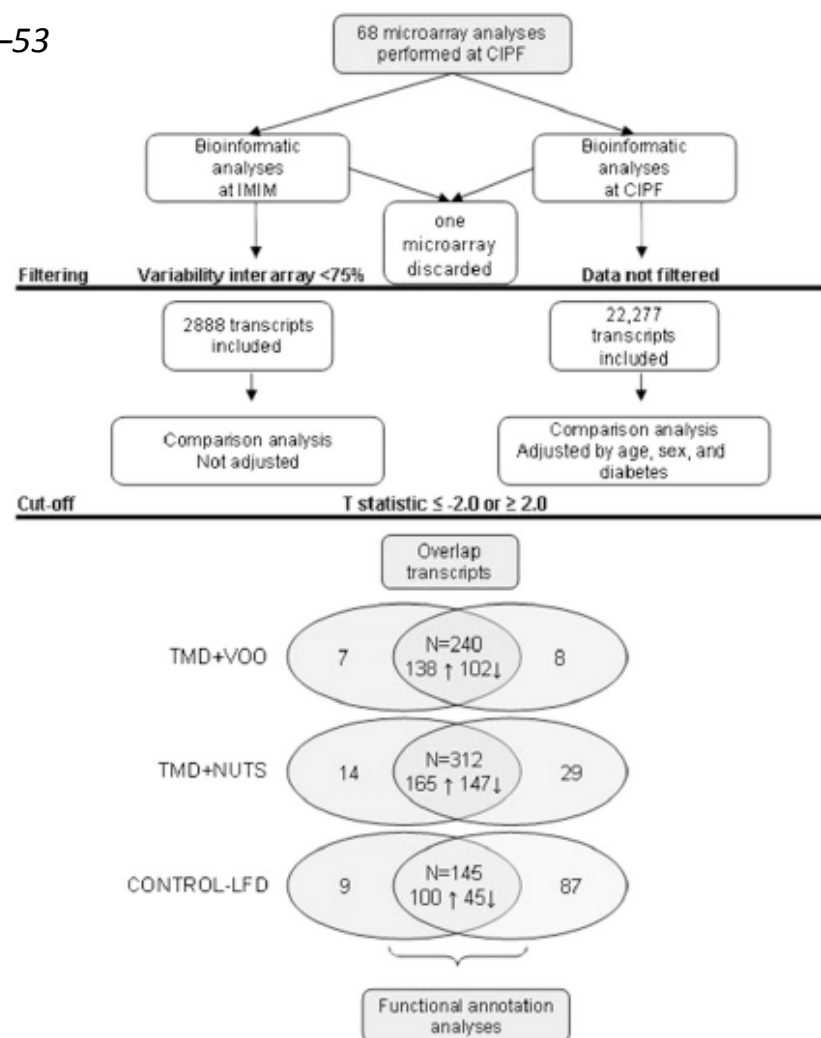 –53
68 microarray analyses
performed at CIPF
Bioinformatic
analyses
at IMIM
Bioinformatic
analyses
at CIPF
one
microarray
discarded
Filtering
Variability inter array <75%
Data not filtered
2888 transcripts
included
22,277
transcripts
included
Comparison analysis
Not adjusted
Comparison analysis
Adjusted by age, sex, and
diabetes
Cut-off
T statistic ≤ -2.0 or ≥ 2.0
Overlap
transcripts
TMD+VOO
7
N=240
138 ↑ 102↓
8
TMD+NUTS
14
N=312
165 ↑ 147↓
29
CONTROL-LFD
9
N=145
100 ↑ 45↓
87
Functional annotation
analyses